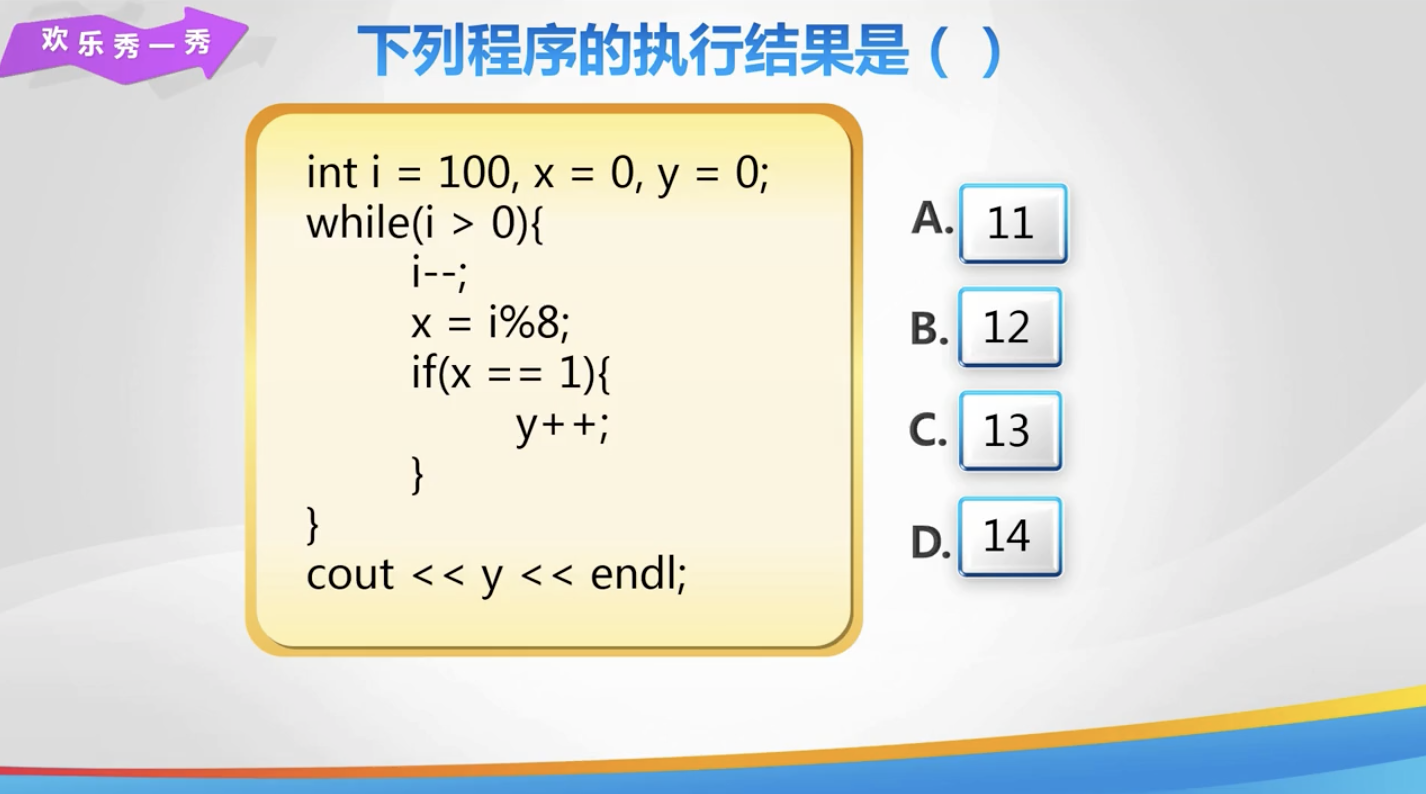 欢乐秀一秀
下列程序的执行结果是（ ）
int i = 100, x = 0, y = 0;
while(i > 0){
i--;
x = i%8;
if(x == 1){
y++;
}
}
cout << y << endl;
A. 11
B. 12
C. 13
D. 14